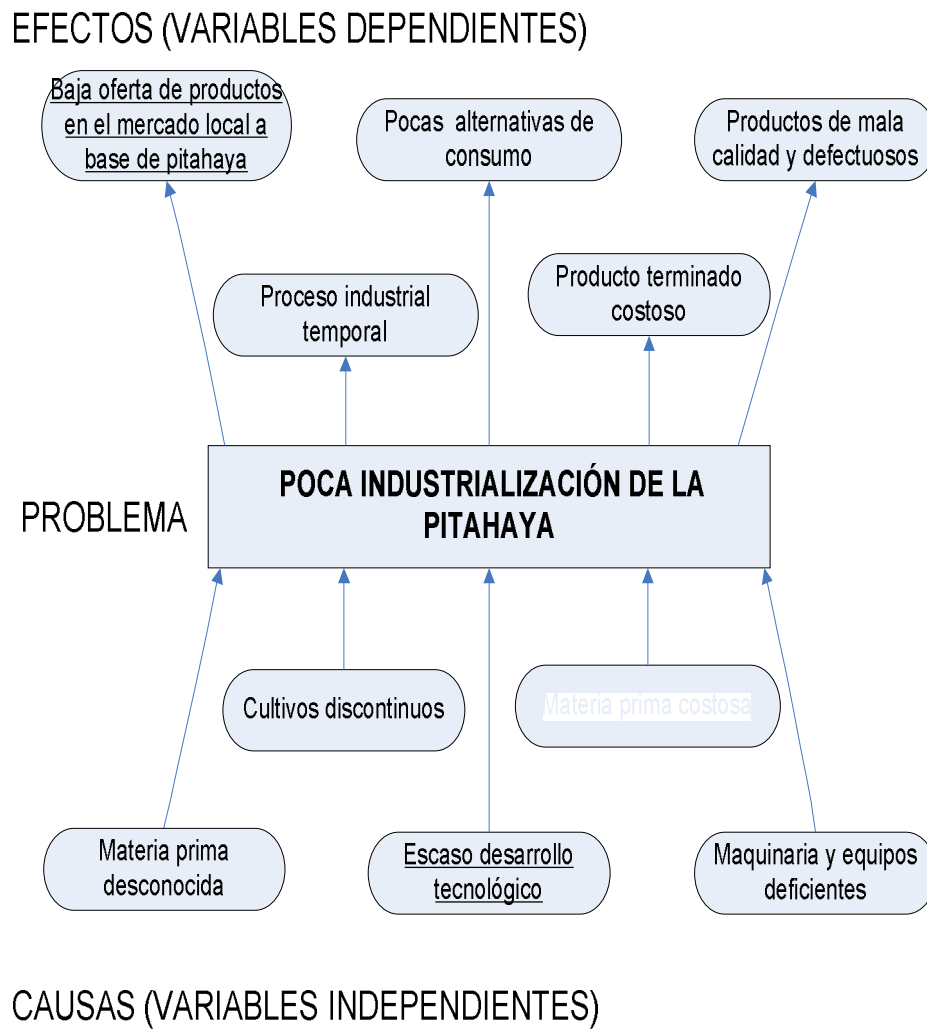 EFECTOS (VARIABLES DEPENDIENTES)
Baja oferta de productos
en el mercado local a
base de pitahaya
Pocas alternativas de
consumo
Productos de mala
calidad y defectuosos
Proceso industrial
temporal
Producto terminado
costoso
PROBLEMA
POCA INDUSTRIALIZACIÓN DE LA
PITAHAYA
Cultivos discontinuos
Materia prima costosa
Materia prima
desconocida
Escaso desarrollo
tecnológico
Maquinaria y equipos
deficientes
CAUSAS (VARIABLES INDEPENDIENTES)